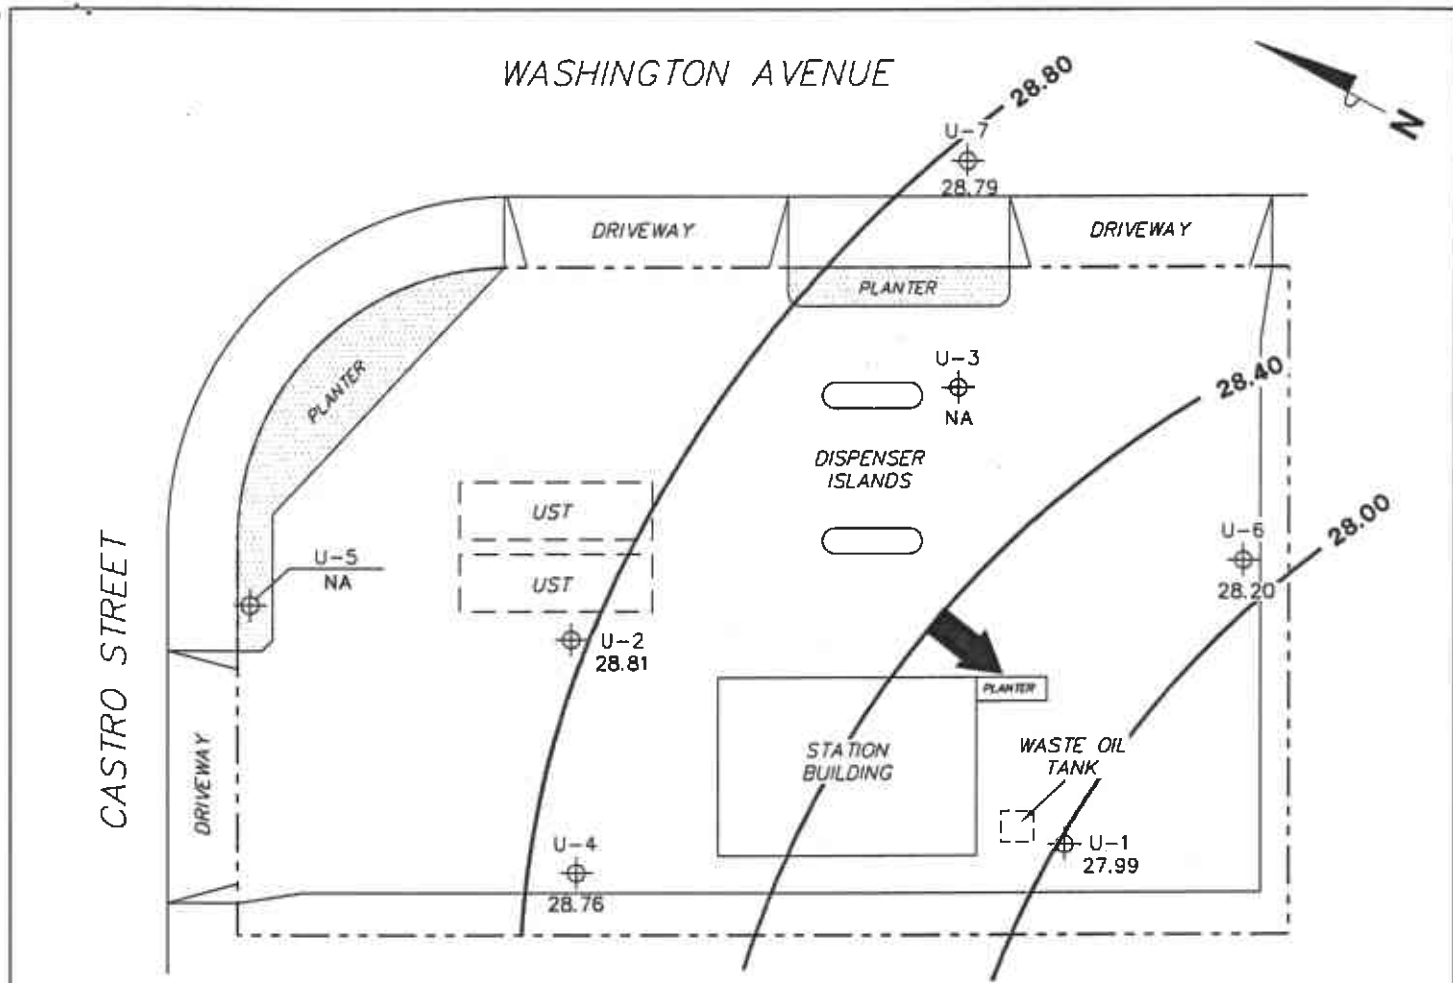 WASHINGTON AVENUE
28.80
N
U-7
28.79
DRIVEWAY
DRIVEWAY
PLANTER
PLANTER
U-3
NA
28.40
DISPENSER
ISLANDS
UST
UST
28.00
U-6
28.20
U-5
NA
U-2
28.81
CASTRO STREET
DRIVEWAY
PLANTER
STATION
BUILDING
WASTE OIL
TANK
U-1
27.99
U-4
28.76